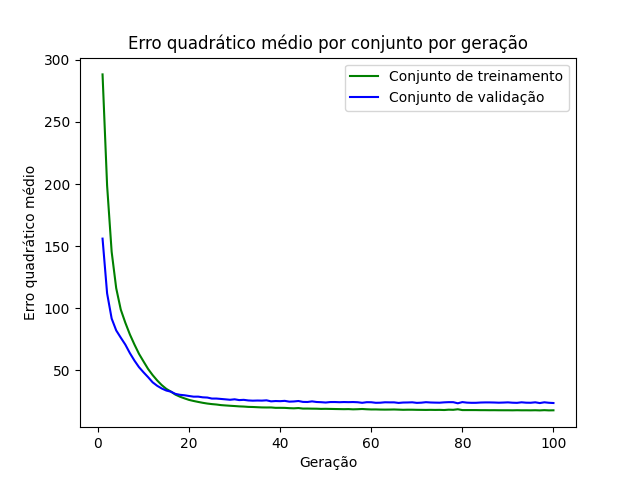 Erro quadrático médio por conjunto por geração
Conjunto de treinamento
Conjunto de validação
Erro quadrático médio
300
250
200
150
100
50
0
20
40
60
80
100
Geração